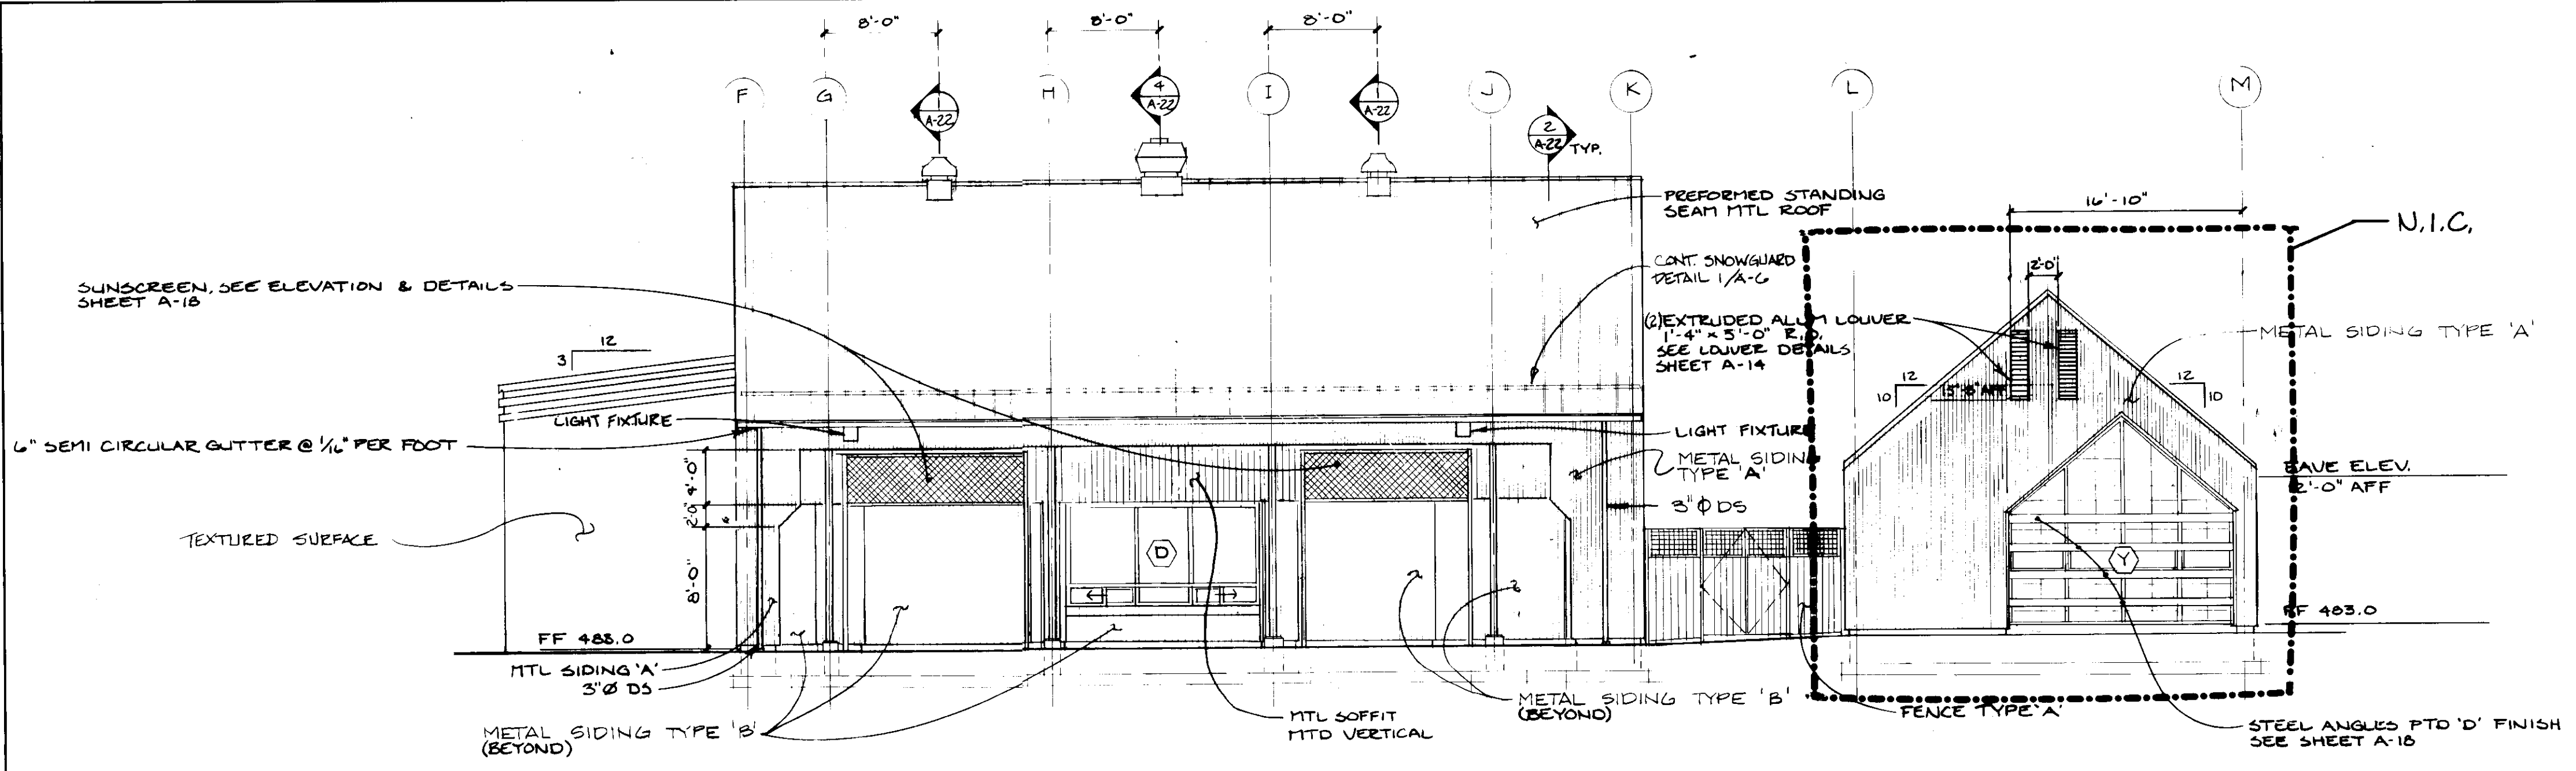 8'-0"
8'-0"
8'-0"
F
G
H
I
J
K
L
M
A-22
4
A-22
A-22
2
A-22
TYP.
PREFORMED STANDING
SEAM MTL ROOF
16'-10"
N.I.C.
CONT. SNOWGUARD
DETAIL 1/A-6
2'-0"
SUNSCREEN, SEE ELEVATION & DETAILS
SHEET A-18
(2) EXTRUDED ALUM LOUVER
1'-4" x 5'-0" R.O.
SEE LOUVER DETAILS
SHEET A-14
METAL SIDING TYPE 'A'
12
3
12
10
AFF
12
10
LIGHT FIXTURE
6" SEMI CIRCULAR GUTTER @ 1/16" PER FOOT
LIGHT FIXTURE
METAL SIDING
TYPE 'A'
EAVE ELEV.
12'-0" AFF
4'-0"
2'-0"
8'-0"
3" Ø DS
TEXTURED SURFACE
D
Y
FF 488.0
FF 483.0
MTL SIDING 'A'
3" Ø DS
METAL SIDING TYPE 'B'
(BEYOND)
MTL SOFFIT
MTD VERTICAL
METAL SIDING TYPE 'B'
(BEYOND)
FENCE TYPE 'A'
STEEL ANGLES PTD 'D' FINISH
SEE SHEET A-18